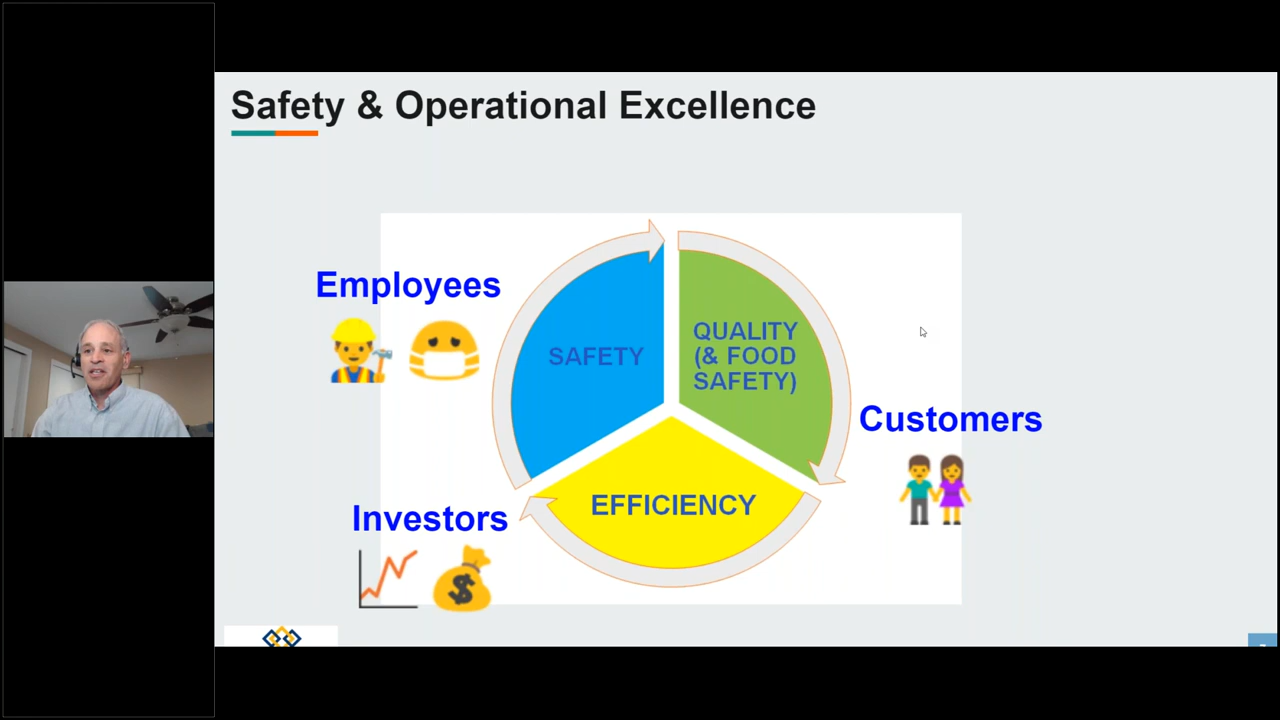 Safety & Operational Excellence
Employees
SAFETY
QUALITY
(& FOOD
SAFETY)
Customers
EFFICIENCY
Investors
$